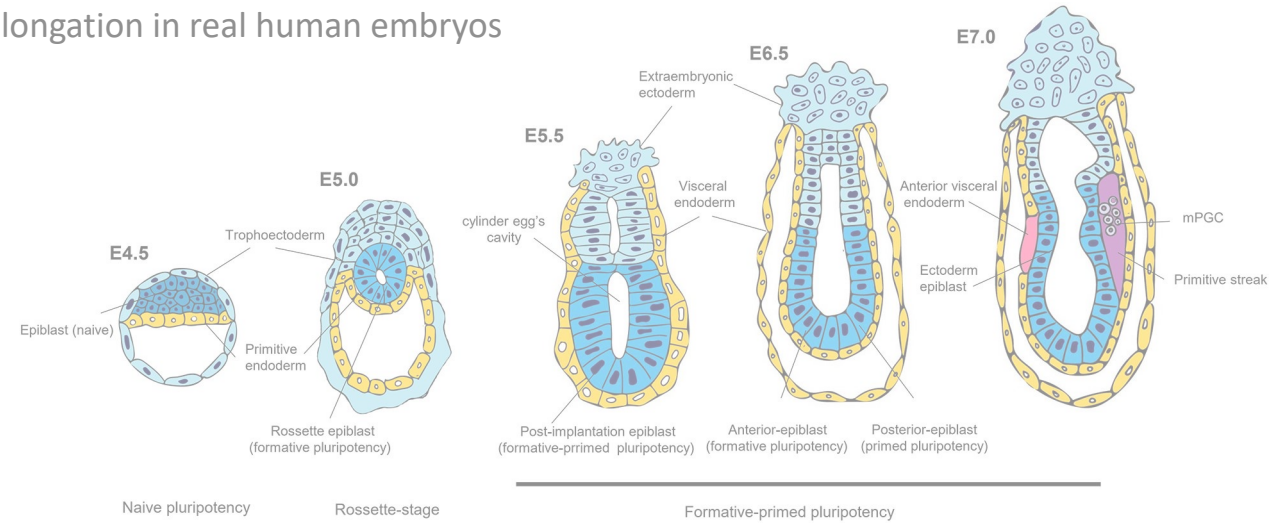 longation in real human embryos
E4.5
Epiblast (naive)
Trophoectoderm
Primitive
endoderm
E5.0
Rossette epiblast
(formative pluripotency)
E5.5
Extraembryonic
ectoderm
cylinder egg's
cavity
Visceral
endoderm
Post-implantation epiblast
(formative-prrimed pluripotency)
E6.5
Anterior-epiblast
(formative pluripotency)
Posterior-epiblast
(primed pluripotency)
E7.0
Anterior visceral
endoderm
Ectoderm
epiblast
mPGC
Primitive streak
Naive pluripotency
Rossette-stage
Formative-primed pluripotency